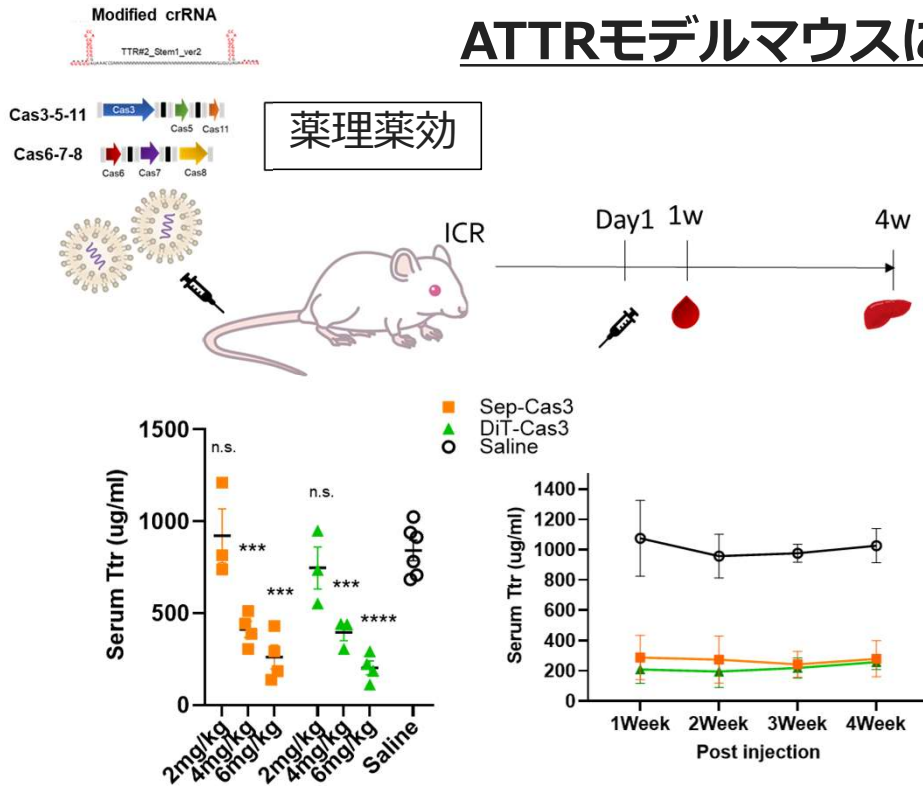 Modified crRNA
ATTRモデルマウスに
TTR#2_Stem1_ver2
Cas3-5-11
Cas3
Cas5
Cas11
薬理薬効
Cas6-7-8
Cas6
Cas7
Cas8
ICR
Day1
1w
4w
Sep-Cas3
DiT-Cas3
Saline
1500
1000
500
0
Serum Ttr (ug/ml)
n.s.
***
***
n.s.
***
****
2mg/kg
4mg/kg
6mg/kg
2mg/kg
4mg/kg
6mg/kg
Saline
1400
1200
1000
800
600
400
200
0
Serum Ttr (ug/ml)
1Week
2Week
3Week
4Week
Post injection